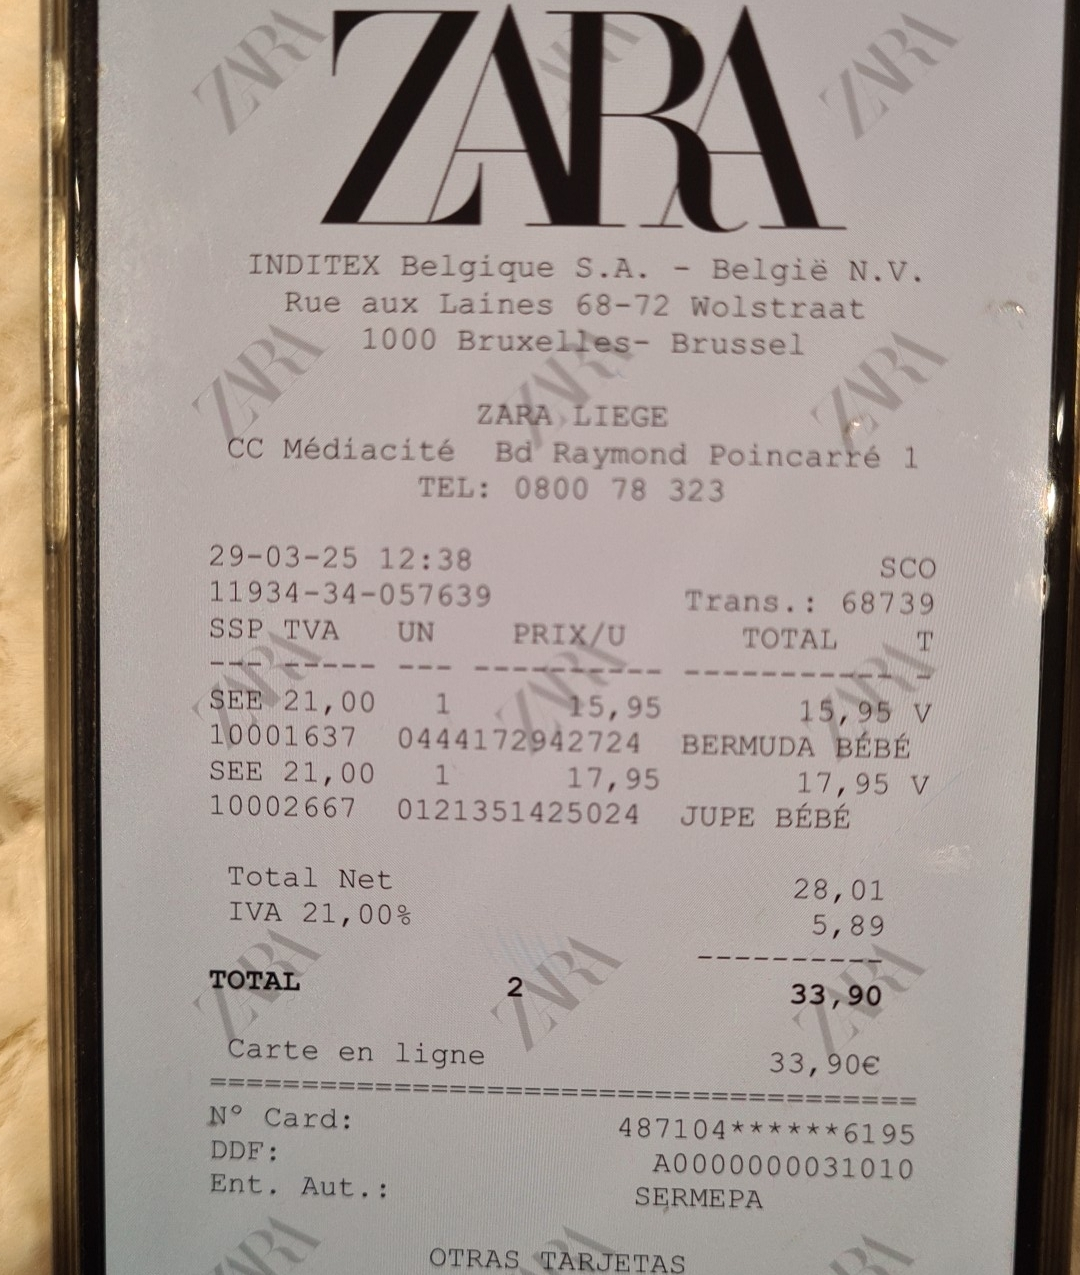 ZARA
INDITEX Belgique S.A. - België N.V.
Rue aux Laines 68-72 Wolstraat
1000 Bruxelles- Brussel
ZARA LIEGE
CC Médiacité Bd Raymond Poincarré 1
TEL: 0800 78 323
29-03-25 12:38 SCO
11934-34-057639 Trans.: 68739
SSP TVA UN PRIX/U TOTAL T
--- ----- --- ---------- ----------- -
SEE 21,00 1 15,95 15,95 V
10001637 0444172942724 BERMUDA BÉBÉ
SEE 21,00 1 17,95 17,95 V
10002667 0121351425024 JUPE BÉBÉ
Total Net 28,01
IVA 21,00% 5,89
----------
TOTAL 2 33,90
Carte en ligne 33,90€
======================================
N° Card: 487104******6195
DDF: A0000000031010
Ent. Aut.: SERMEPA
OTRAS TARJETAS